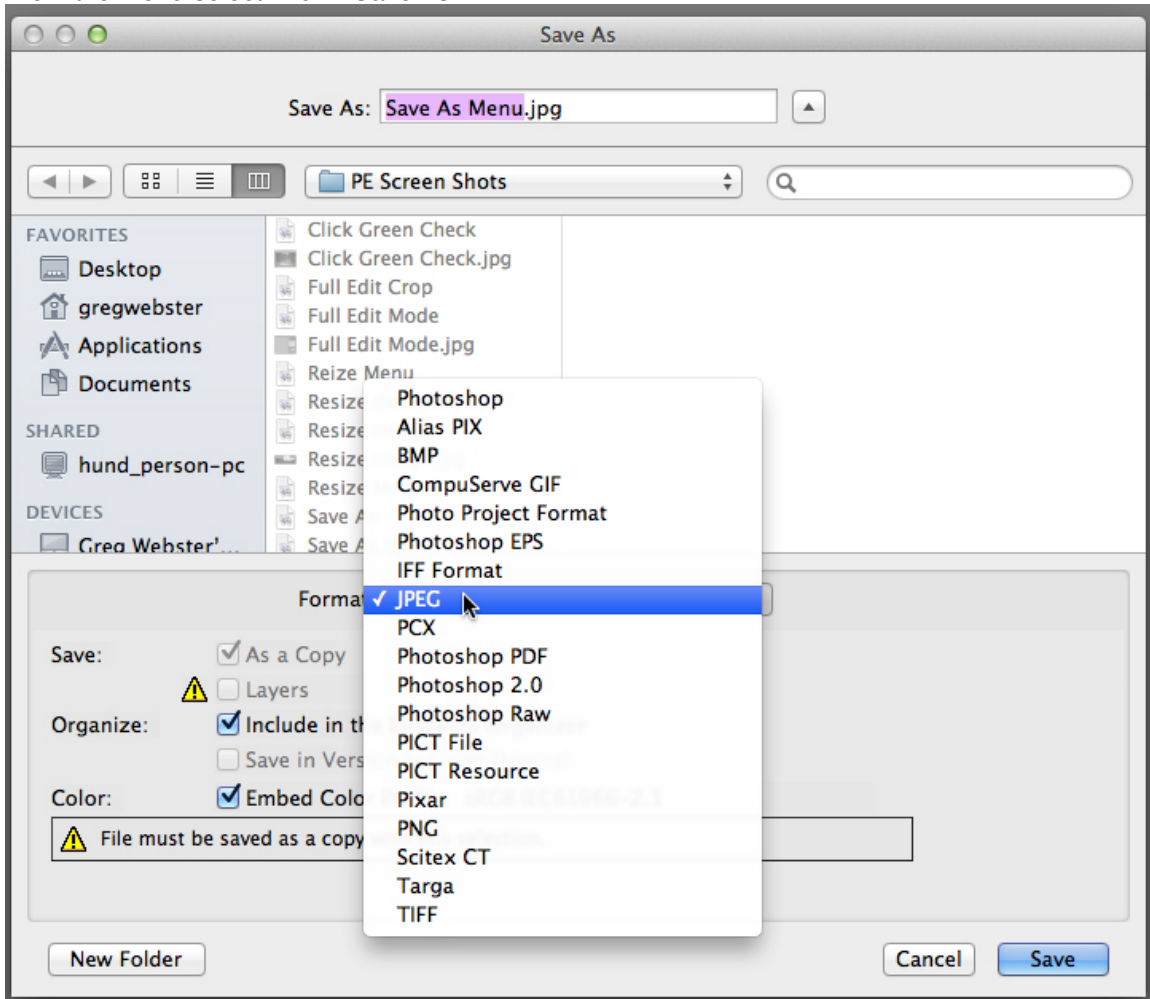 Save As
Save As: Save As Menu.jpg
PE Screen Shots
FAVORITES
Desktop
gregwebster
Applications
Documents
SHARED
hund_person-pc
DEVICES
Greg Webster'...
Click Green Check
Click Green Check.jpg
Full Edit Crop
Full Edit Mode
Full Edit Mode.jpg
Reize Menu
Resize
Resize
Resize
Resize
Save
Save
Photoshop
Alias PIX
BMP
CompuServe GIF
Photo Project Format
Photoshop EPS
IFF Format
✓ JPEG
PCX
Photoshop PDF
Photoshop 2.0
Photoshop Raw
PICT File
PICT Resource
Pixar
PNG
Scitex CT
Targa
TIFF
Save: As a Copy
Layers
Organize: Include in
Save in
Color: Embed
File must be saved as a copy
New Folder
Cancel
Save